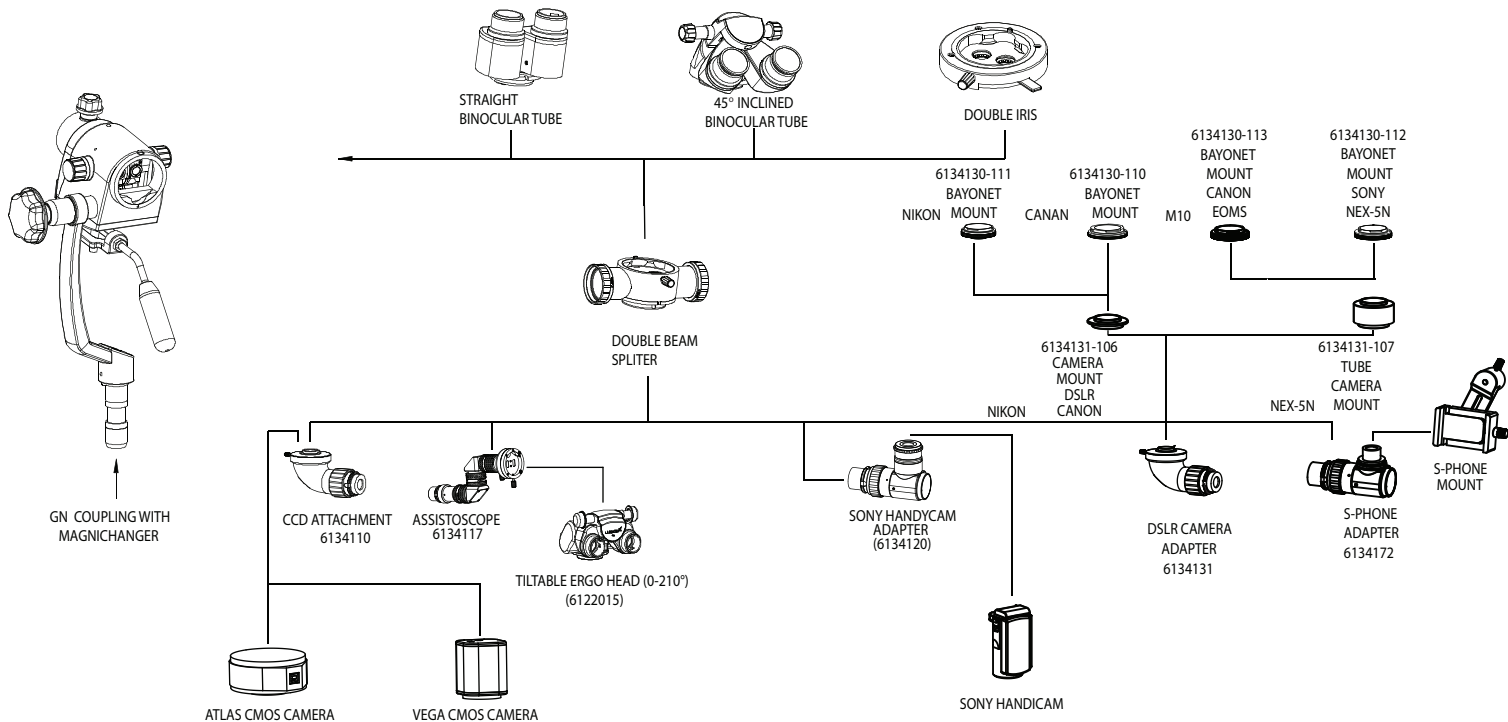 STRAIGHT
BINOCULAR TUBE
45° INCLINED
BINOCULAR TUBE
DOUBLE IRIS
6134130-111
BAYONET
MOUNT
NIKON
6134130-110
BAYONET
MOUNT
CANAN
6134130-113
BAYONET
MOUNT
CANON
EOMS
M10
6134130-112
BAYONET
MOUNT
SONY
NEX-5N
DOUBLE BEAM
SPLITER
6134131-106
CAMERA
MOUNT
DSLR
CANON
NIKON
6134131-107
TUBE
CAMERA
MOUNT
NEX-5N
S-PHONE
MOUNT
GN COUPLING WITH
MAGNICHANGER
CCD ATTACHMENT
6134110
ASSISTOSCOPE
6134117
TILTABLE ERGO HEAD (0-210°)
(6122015)
SONY HANDYCAM
ADAPTER
(6134120)
DSLR CAMERA
ADAPTER
6134131
S-PHONE
ADAPTER
6134172
ATLAS CMOS CAMERA
VEGA CMOS CAMERA
SONY HANDICAM